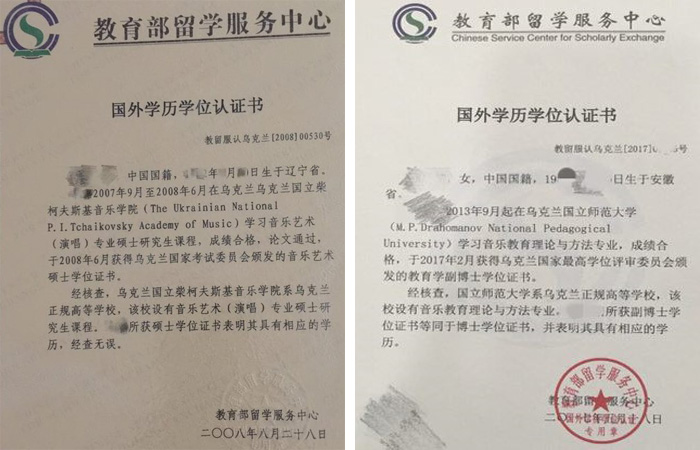 教育部留学服务中心
国外学历学位认证书
教留服认乌克兰[2008]00530号
中国国籍,
日生于辽宁省。
2007年9月至2008年6月在乌克兰乌克兰国立柴
柯夫斯基音乐学院(The Ukrainian National
P.I.Tchaikovsky Academy of Music)学习音乐艺术
(演唱)专业硕士研究生课程,成绩合格,论文通过,
于2008年6月获得乌克兰国家考试委员会颁发的音乐艺术
硕士学位证书。
经核查,乌克兰国立柴柯夫斯基音乐学院系乌克兰
正规高等学校,该校设有音乐艺术(演唱)专业硕士研
究生课程。
所获硕士学位证书表明其具有相应的学
历,经查无误。
教育部留学服务中心
二〇〇八年八月二十八日
教育部留学服务中心
Chinese Service Center for Scholarly Exchange
国外学历学位认证书
教留服认乌克兰[2017]
号
女,中国国籍,19
日生于安徽
省。
2013年9月起在乌克兰国立师范大学
(M.P.Drahomanov National Pedagogical
University)学习音乐教育理论与方法专业,成绩合
格,于2017年2月获得乌克兰国家最高学位评审委员会颁
发的教育学副博士学位证书。
经核查,国立师范大学系乌克兰正规高等学校,该
校设有音乐教育理论与方法专业,
所获副博士学
位证书等同于博士学位证书,并表明其具有相应的学
历。
教育部留学服务中心
二〇一七年五月十八日
教育部留学服务中心
国外学历学位认证
专用章